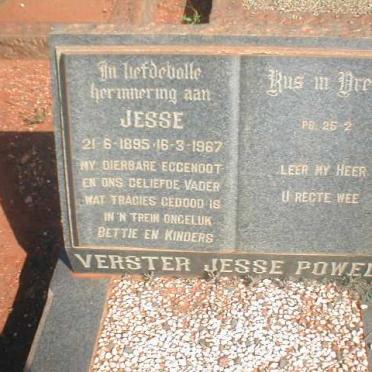 In liefdevolle
herinnering aan
JESSE
21-6-1895 - 16-3-1967
MY DIERBARE EGGENOOT
EN ONS GELIEFDE VADER
WAT TRAGIES GEDOOD IS
IN 'N TREIN ONGELUK
BETTIE EN KINDERS
Rus in Vre
PS. 25-2
LEER MY HEER
U REGTE WEE
VERSTER JESSE POWEL